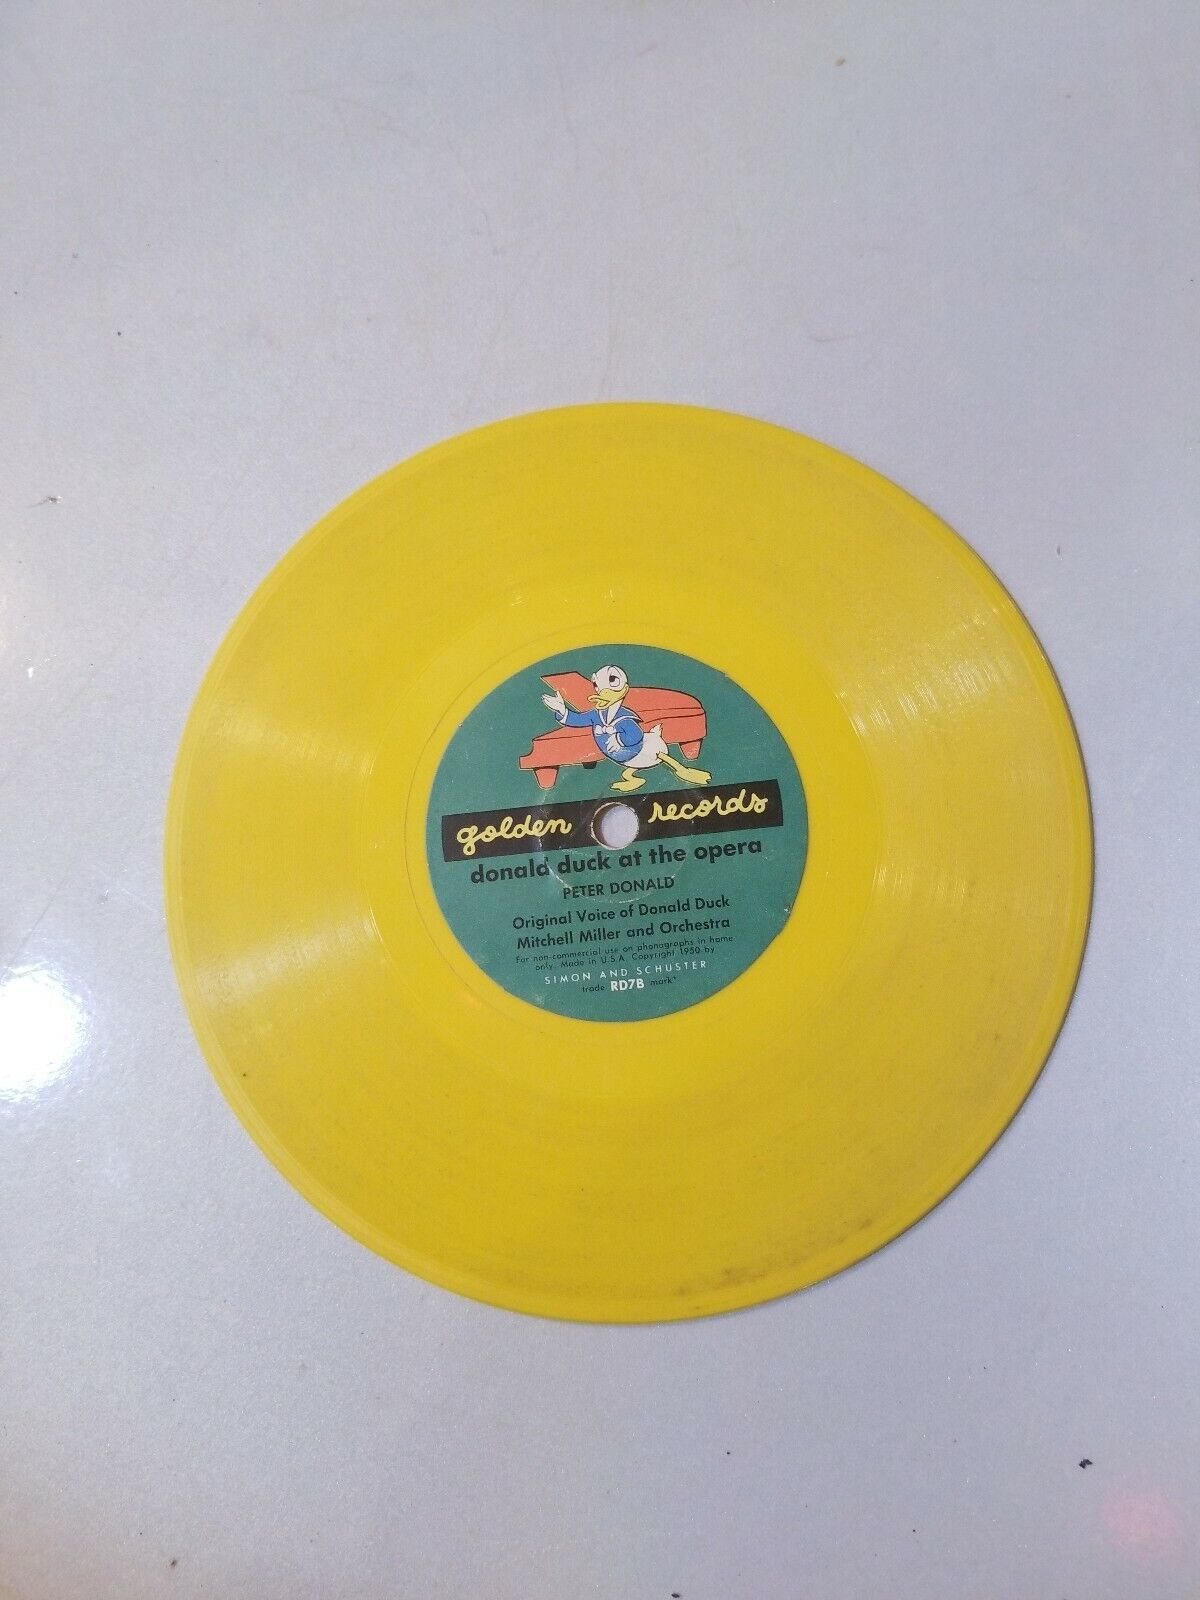 golden records
donald duck at the opera
PETER DONALD
Original Voice of Donald Duck
Mitchell Miller and Orchestra
For non-commercial use on phonographs in home
only. Made in U.S.A. Copyright 1950 by
SIMON AND SCHUSTER
trade RD7B mark